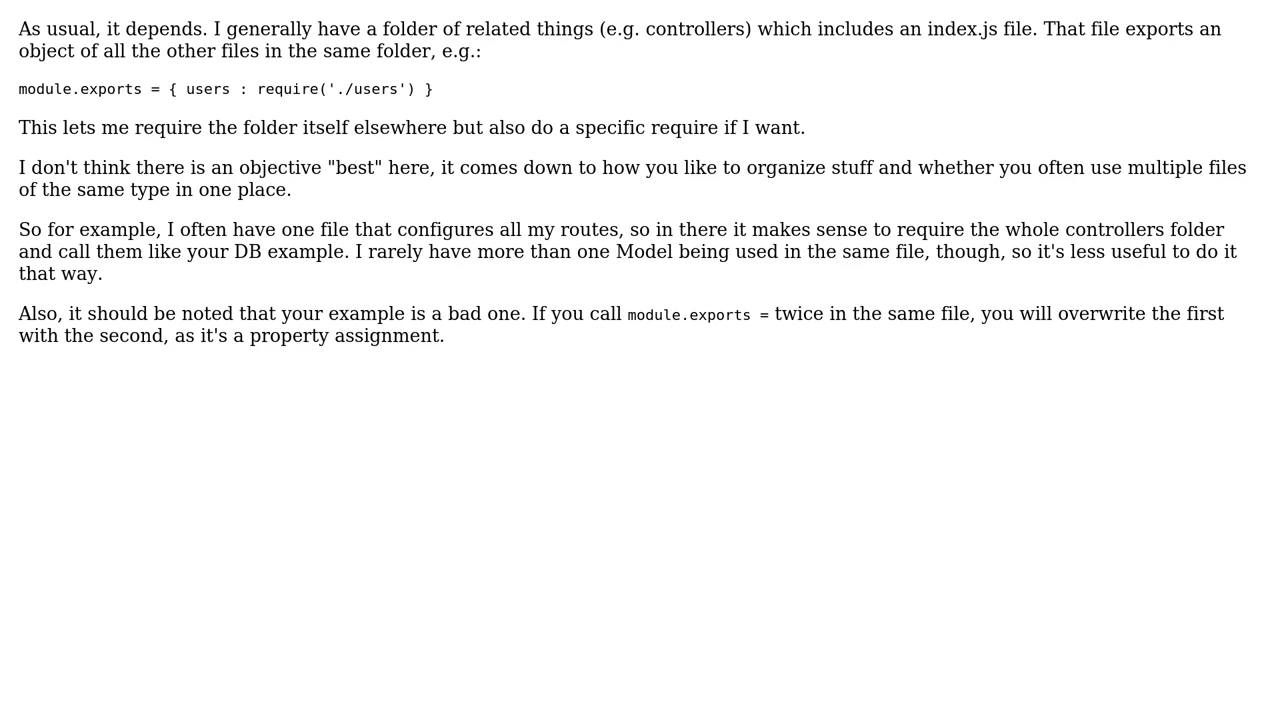 As usual, it depends. I generally have a folder of related things (e.g. controllers) which includes an index.js file. That file exports an
object of all the other files in the same folder, e.g.:
module.exports = { users : require('./users') }
This lets me require the folder itself elsewhere but also do a specific require if I want.
I don't think there is an objective "best" here, it comes down to how you like to organize stuff and whether you often use multiple files
of the same type in one place.
So for example, I often have one file that configures all my routes, so in there it makes sense to require the whole controllers folder
and call them like your DB example. I rarely have more than one Model being used in the same file, though, so it's less useful to do it
that way.
Also, it should be noted that your example is a bad one. If you call module.exports = twice in the same file, you will overwrite the first
with the second, as it's a property assignment.